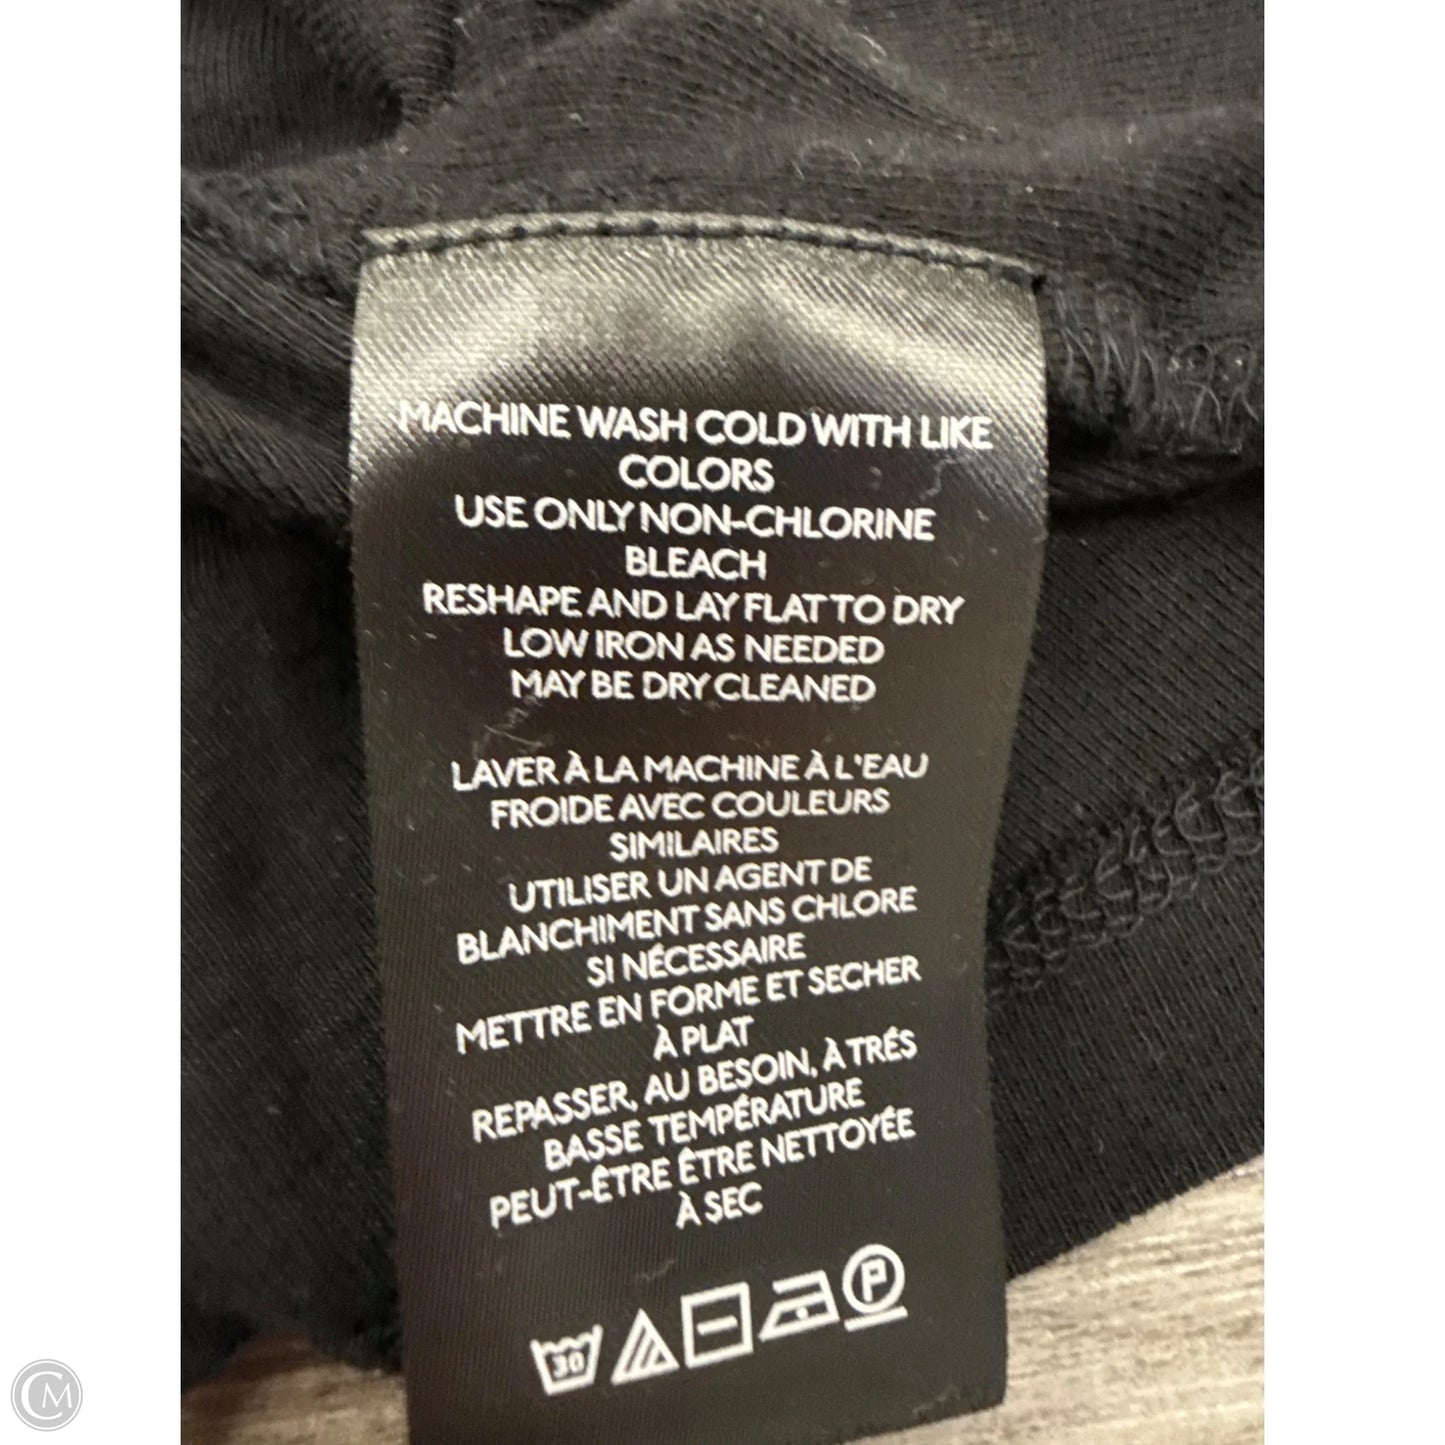 MACHINE WASH COLD WITH LIKE
COLORS
USE ONLY NON-CHLORINE
BLEACH
RESHAPE AND LAY FLAT TO DRY
LOW IRON AS NEEDED
MAY BE DRY CLEANED
LAVER À LA MACHINE À L'EAU
FROIDE AVEC COULEURS
SIMILAIRES
UTILISER UN AGENT DE
BLANCHIMENT SANS CHLORE
SI NÉCESSAIRE
METTRE EN FORME ET SECHER
À PLAT
REPASSER, AU BESOIN, À TRÉS
BASSE TEMPÉRATURE
PEUT-ÊTRE ÊTRE NETTOYÉE
À SEC
30 P
CM